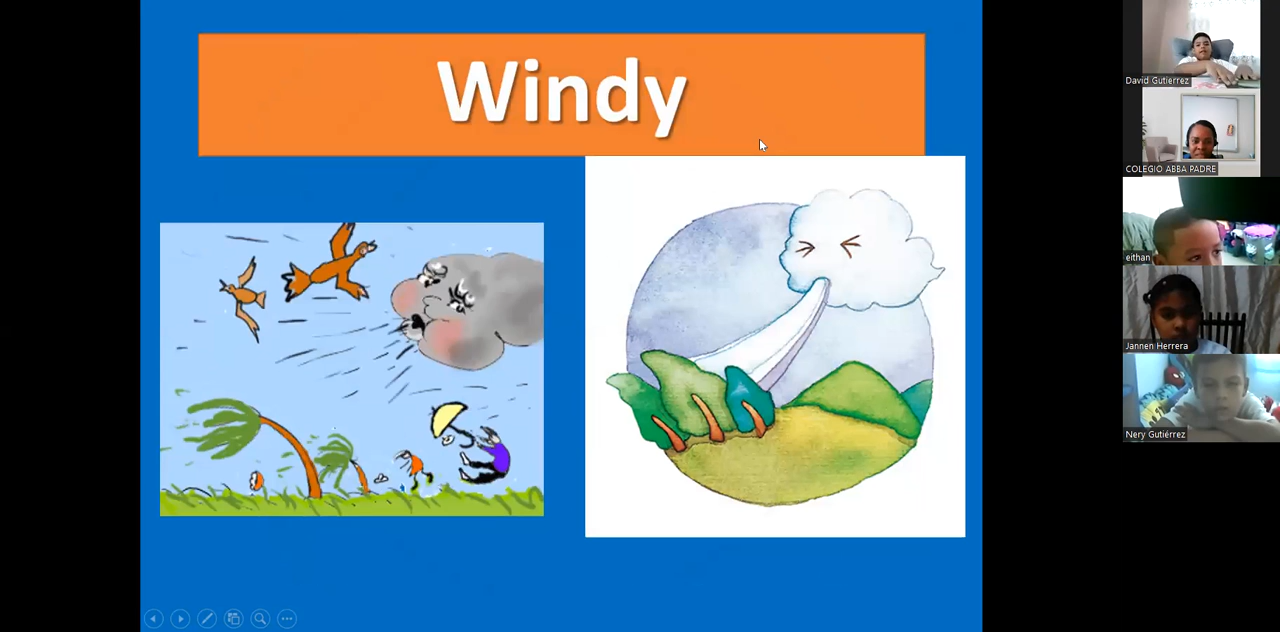 Windy
David Gutierrez
COLEGIO ABBA PADRE
eithan
Jannen Herrera
Nery Gutiérrez